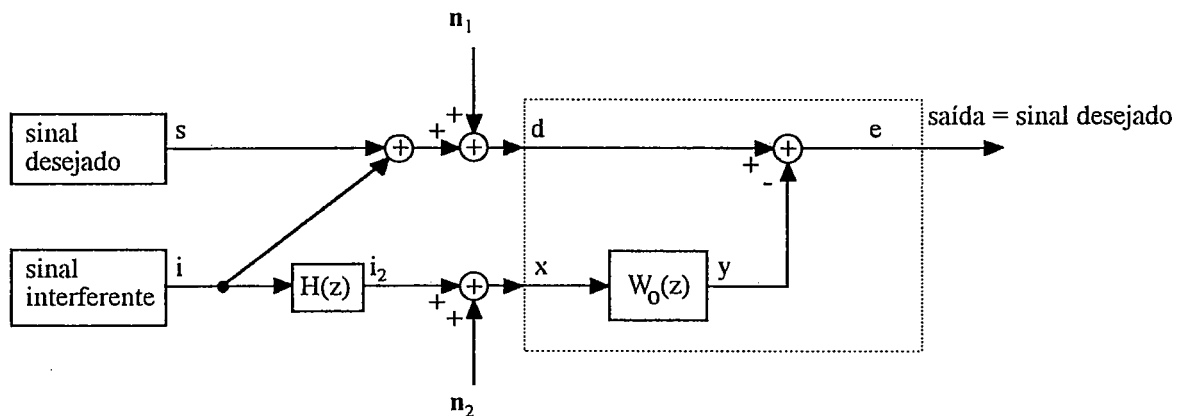 n₁
sinal
desejado
s
+
+
+
+
d
+
-
+
e
saída = sinal desejado
sinal
interferente
i
H(z)
i₂
+
+
+
x
W₀(z)
y
n₂